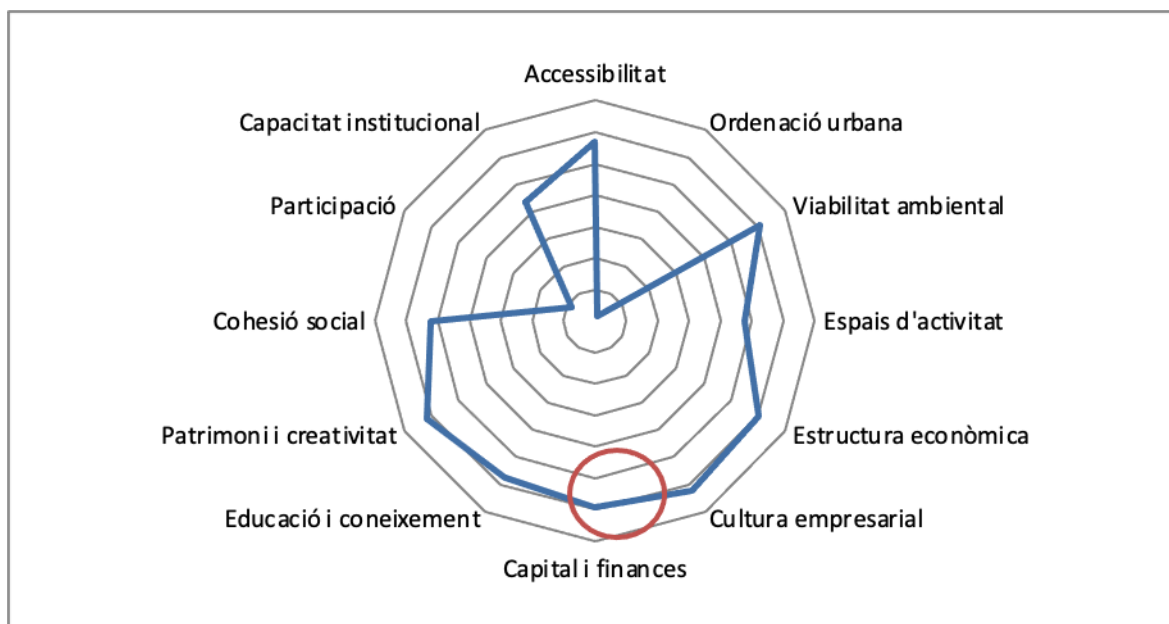 Accessibilitat
Capacitat institucional
Ordenació urbana
Participació
Viabilitat ambiental
Cohesió social
Espais d'activitat
Patrimoni i creativitat
Estructura econòmica
Educació i coneixement
Cultura empresarial
Capital i finances